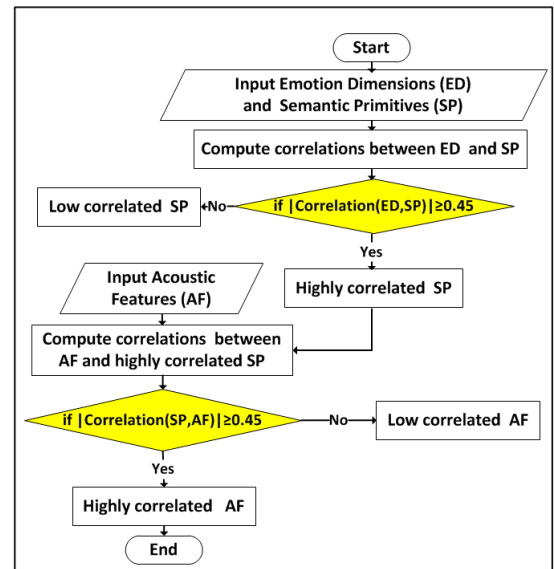 Start
Input Emotion Dimensions (ED)
and Semantic Primitives (SP)
Compute correlations between ED and SP
if |Correlation(ED,SP)|≥0.45
No
Low correlated SP
Yes
Highly correlated SP
Input Acoustic
Features (AF)
Compute correlations between
AF and highly correlated SP
if |Correlation(SP,AF)|≥0.45
No
Low correlated AF
Yes
Highly correlated AF
End